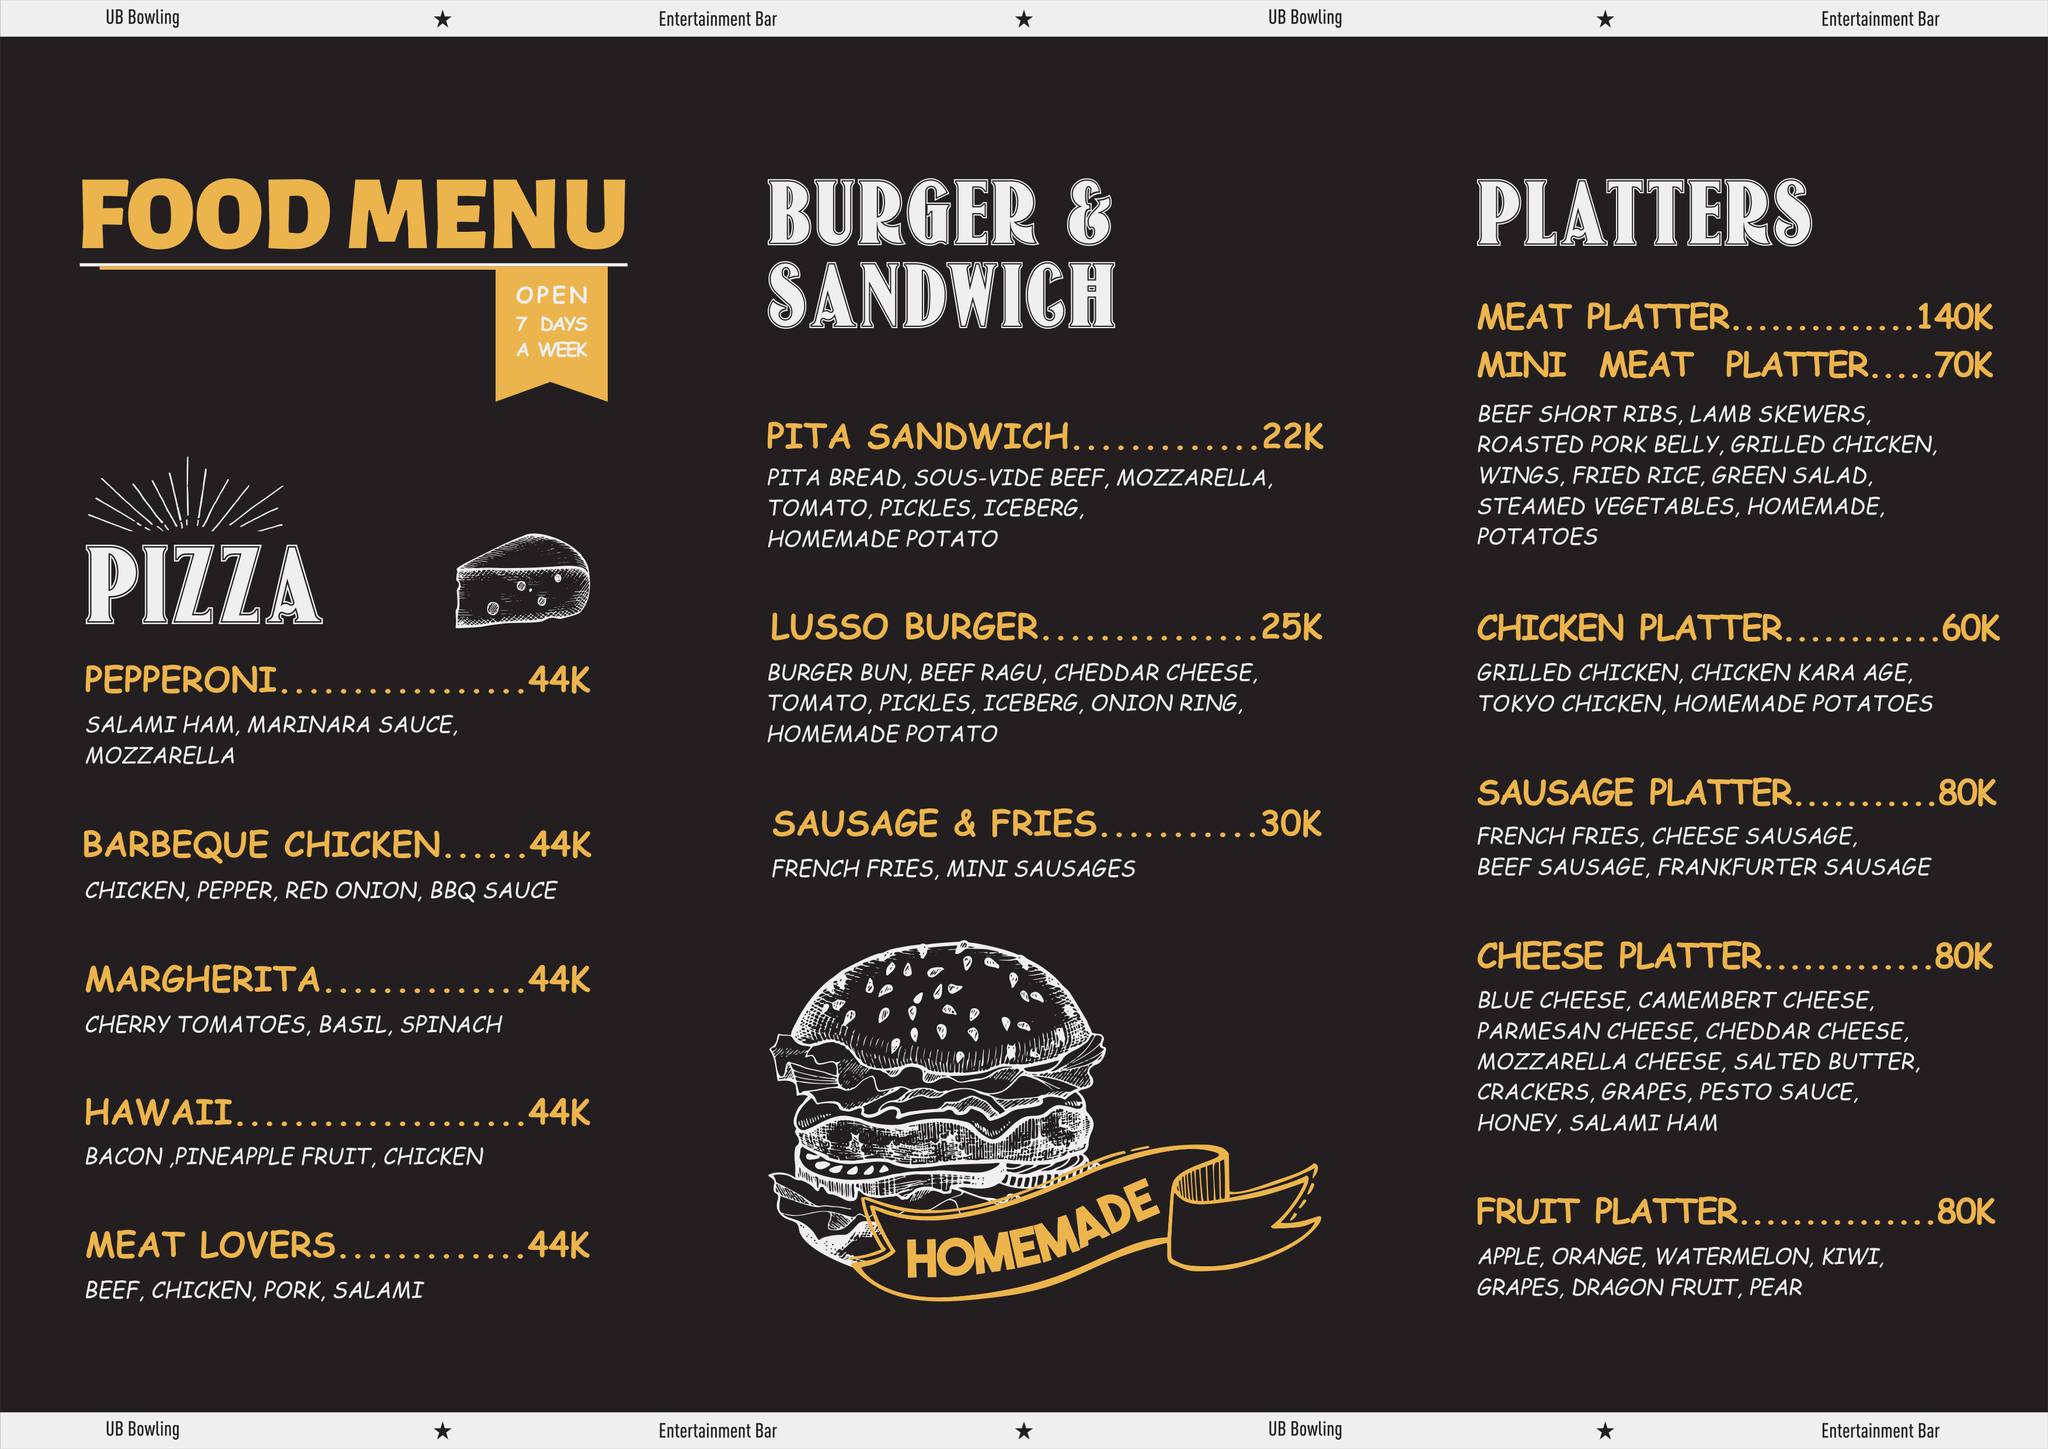 UB Bowling ★ Entertainment Bar ★ UB Bowling ★ Entertainment Bar
FOOD MENU
OPEN
7 DAYS
A WEEK
PIZZA
PEPPERONI.................44K
SALAMI HAM, MARINARA SAUCE,
MOZZARELLA
BARBEQUE CHICKEN......44K
CHICKEN, PEPPER, RED ONION, BBQ SAUCE
MARGHERITA..............44K
CHERRY TOMATOES, BASIL, SPINACH
HAWAII....................44K
BACON ,PINEAPPLE FRUIT, CHICKEN
MEAT LOVERS.............44K
BEEF, CHICKEN, PORK, SALAMI
BURGER &
SANDWICH
PITA SANDWICH.............22K
PITA BREAD, SOUS-VIDE BEEF, MOZZARELLA,
TOMATO, PICKLES, ICEBERG,
HOMEMADE POTATO
LUSSO BURGER...............25K
BURGER BUN, BEEF RAGU, CHEDDAR CHEESE,
TOMATO, PICKLES, ICEBERG, ONION RING,
HOMEMADE POTATO
SAUSAGE & FRIES...........30K
FRENCH FRIES, MINI SAUSAGES
HOMEMADE
PLATTERS
MEAT PLATTER..............140K
MINI MEAT PLATTER.....70K
BEEF SHORT RIBS, LAMB SKEWERS,
ROASTED PORK BELLY, GRILLED CHICKEN,
WINGS, FRIED RICE, GREEN SALAD,
STEAMED VEGETABLES, HOMEMADE,
POTATOES
CHICKEN PLATTER............60K
GRILLED CHICKEN, CHICKEN KARA AGE,
TOKYO CHICKEN, HOMEMADE POTATOES
SAUSAGE PLATTER...........80K
FRENCH FRIES, CHEESE SAUSAGE,
BEEF SAUSAGE, FRANKFURTER SAUSAGE
CHEESE PLATTER.............80K
BLUE CHEESE, CAMEMBERT CHEESE,
PARMESAN CHEESE, CHEDDAR CHEESE,
MOZZARELLA CHEESE, SALTED BUTTER,
CRACKERS, GRAPES, PESTO SAUCE,
HONEY, SALAMI HAM
FRUIT PLATTER...............80K
APPLE, ORANGE, WATERMELON, KIWI,
GRAPES, DRAGON FRUIT, PEAR
UB Bowling ★ Entertainment Bar ★ UB Bowling ★ Entertainment Bar